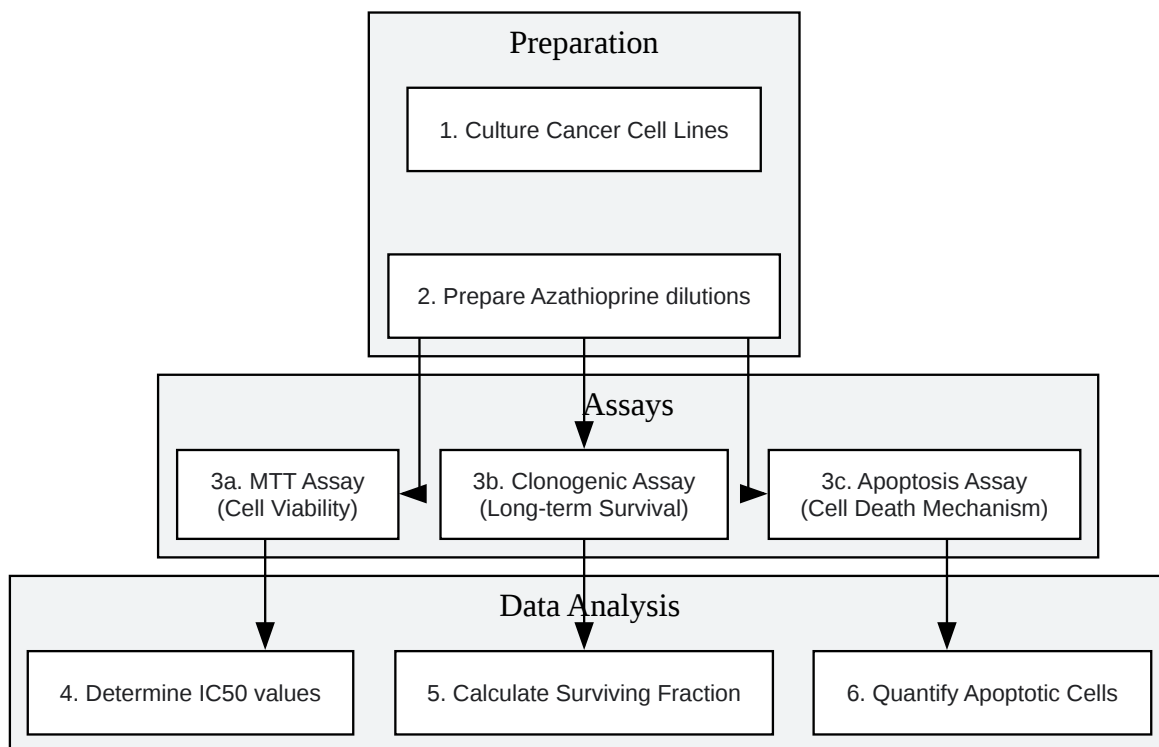 Preparation
1. Culture Cancer Cell Lines
2. Prepare Azathioprine dilutions
Assays
3a. MTT Assay
(Cell Viability)
3b. Clonogenic Assay
(Long-term Survival)
3c. Apoptosis Assay
(Cell Death Mechanism)
Data Analysis
4. Determine IC50 values
5. Calculate Surviving Fraction
6. Quantify Apoptotic Cells